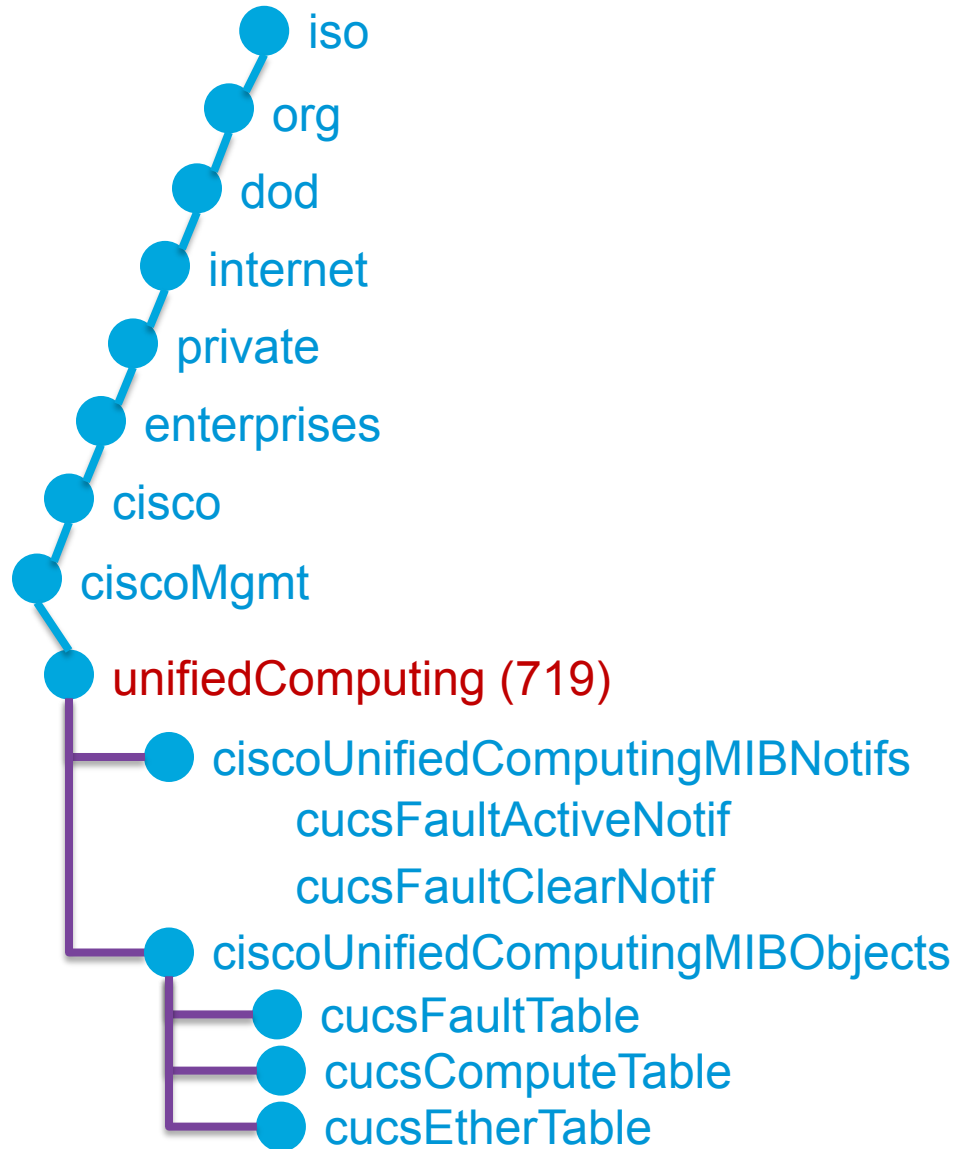 iso
org
dod
internet
private
enterprises
cisco
ciscoMgmt
unifiedComputing (719)
ciscoUnifiedComputingMIBNotifs
cucsFaultActiveNotif
cucsFaultClearNotif
ciscoUnifiedComputingMIBObjects
cucsFaultTable
cucsComputeTable
cucsEtherTable